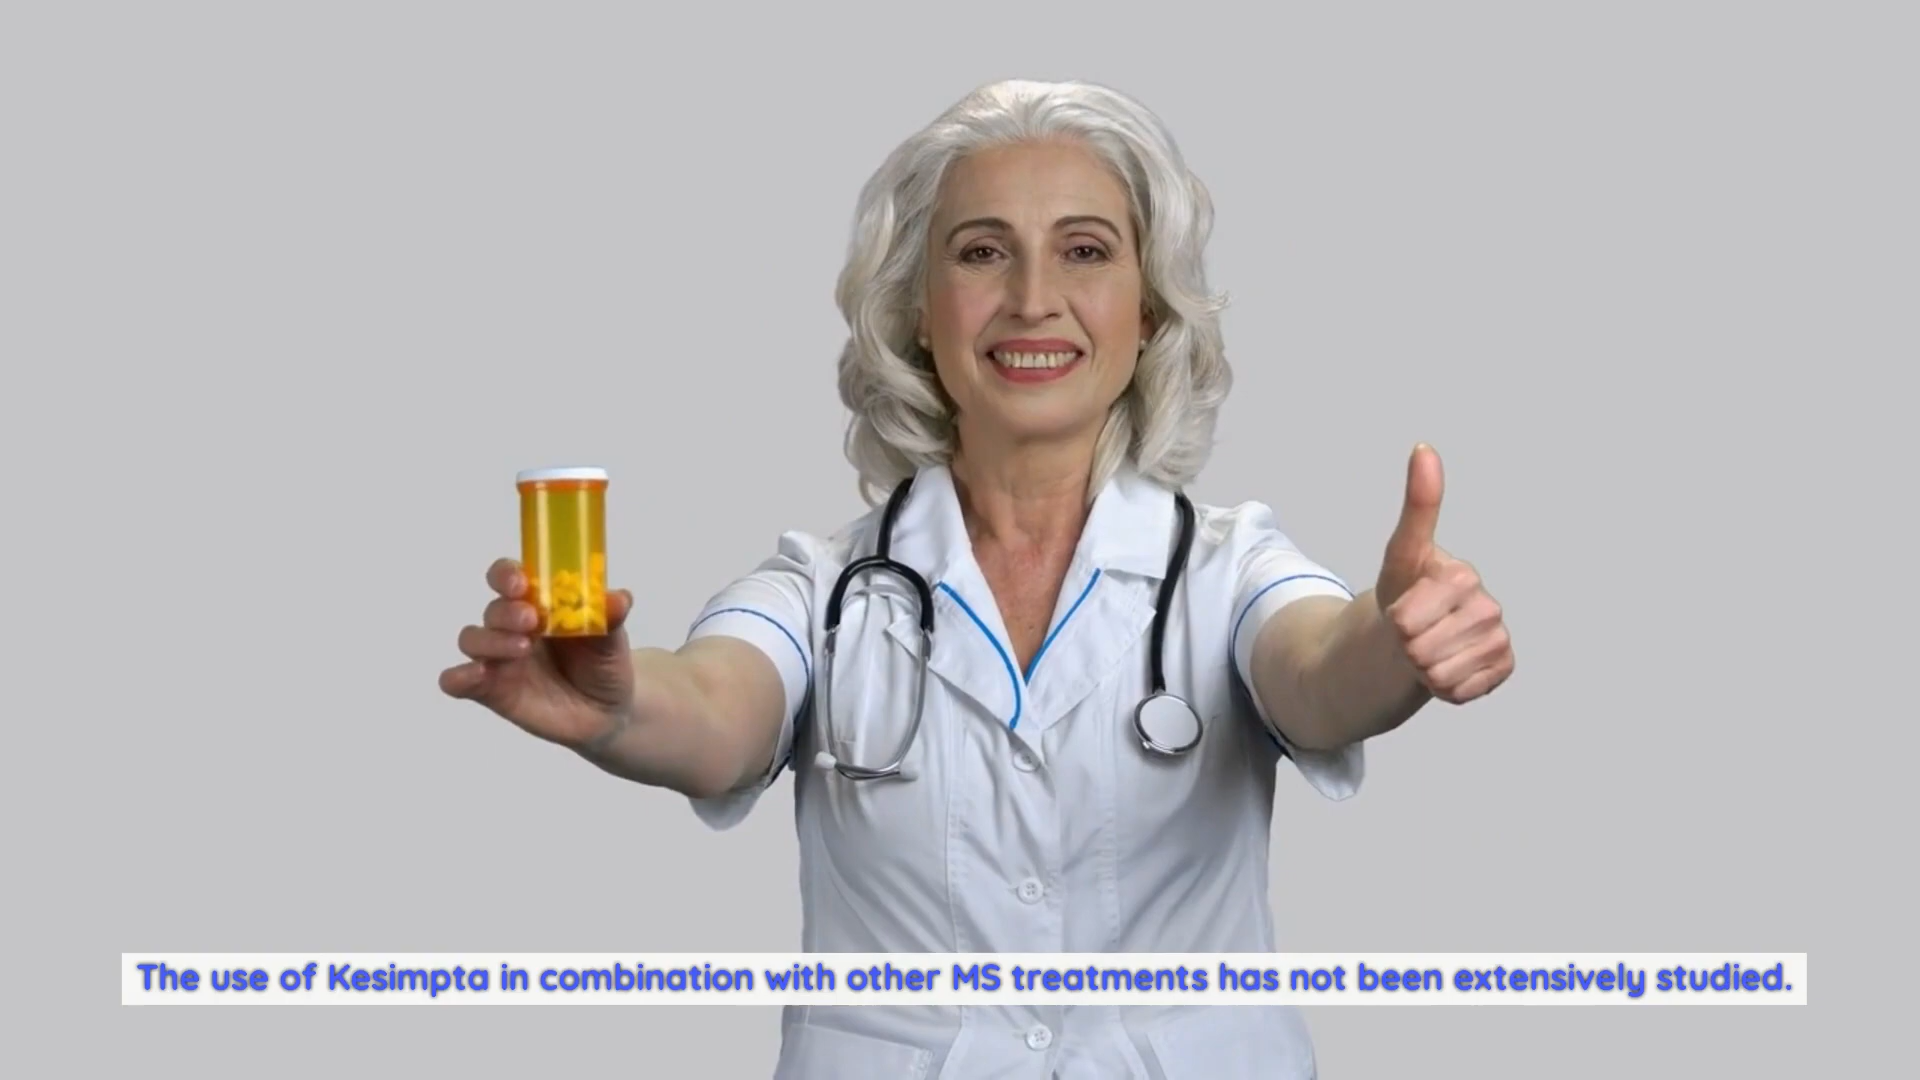 The use of Kesimpta in combination with other MS treatments has not been extensively studied.